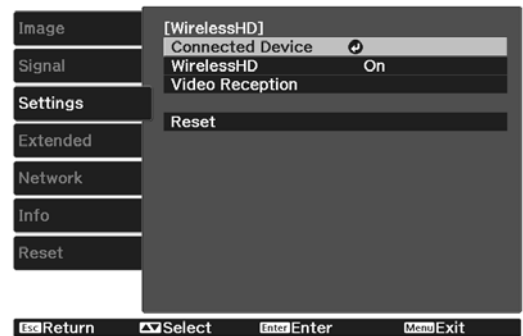 Image
Signal
Settings
Extended
Network
Info
Reset
[WirelessHD]
Connected Device
WirelessHD On
Video Reception
Reset
Esc Return Select Enter Enter Menu Exit